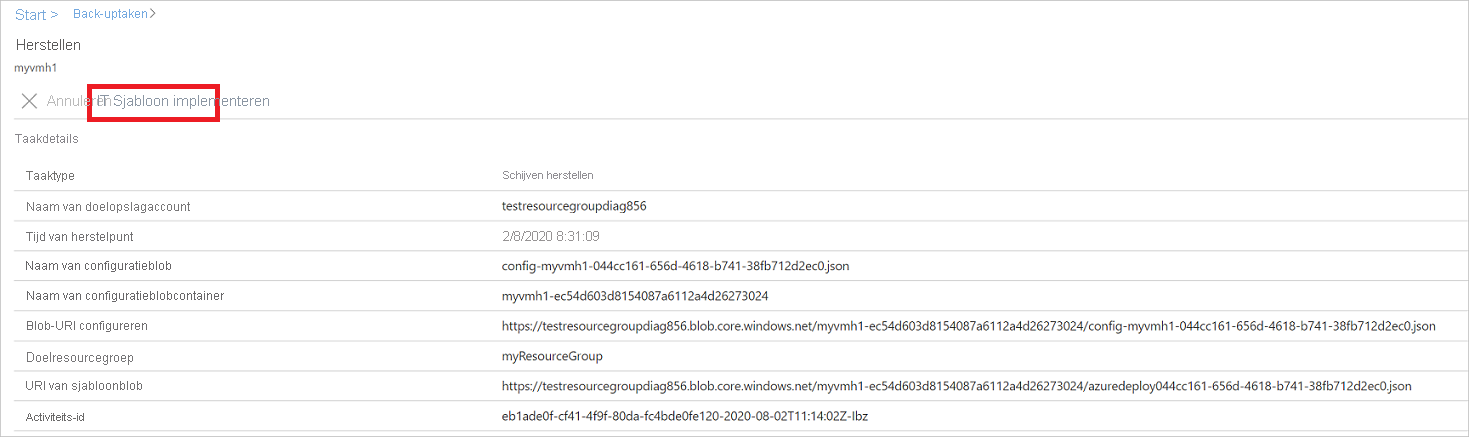 Start > Back-uptaken>
Herstellen
myvmh1
Annuleren IT Sjabloon implementeren
Taakdetails
Taaktype Schijven herstellen
Naam van doelopslagaccount testresourcegroupdiag856
Tijd van herstelpunt 2/8/2020 8:31:09
Naam van configuratieblob config-myvmh1-044cc161-656d-4618-b741-38fb712d2ec0.json
Naam van configuratieblobcontainer myvmh1-ec54d603d8154087a6112a4d26273024
Blob-URI configureren https://testresourcegroupdiag856.blob.core.windows.net/myvmh1-ec54d603d8154087a6112a4d26273024/config-myvmh1-044cc161-656d-4618-b741-38fb712d2ec0.json
Doelresourcegroep myResourceGroup
URI van sjabloonblob https://testresourcegroupdiag856.blob.core.windows.net/myvmh1-ec54d603d8154087a6112a4d26273024/azuredeploy044cc161-656d-4618-b741-38fb712d2ec0.json
Activiteits-id eb1ade0f-cf41-4f9f-80da-fc4bde0fe120-2020-08-02T11:14:02Z-Ibz